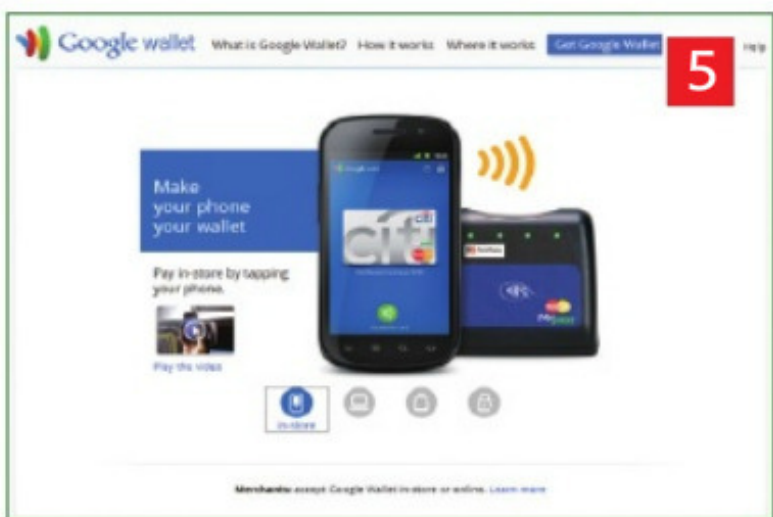 Google wallet What is Google Wallet? How it works Where it works Get Google Wallet Help
5
Make
your phone
your wallet
Pay in-store by tapping
your phone.
Play the video
citi
citi
MasterCard
in-store
Merchants: accept Google Wallet in-store or online. Learn more